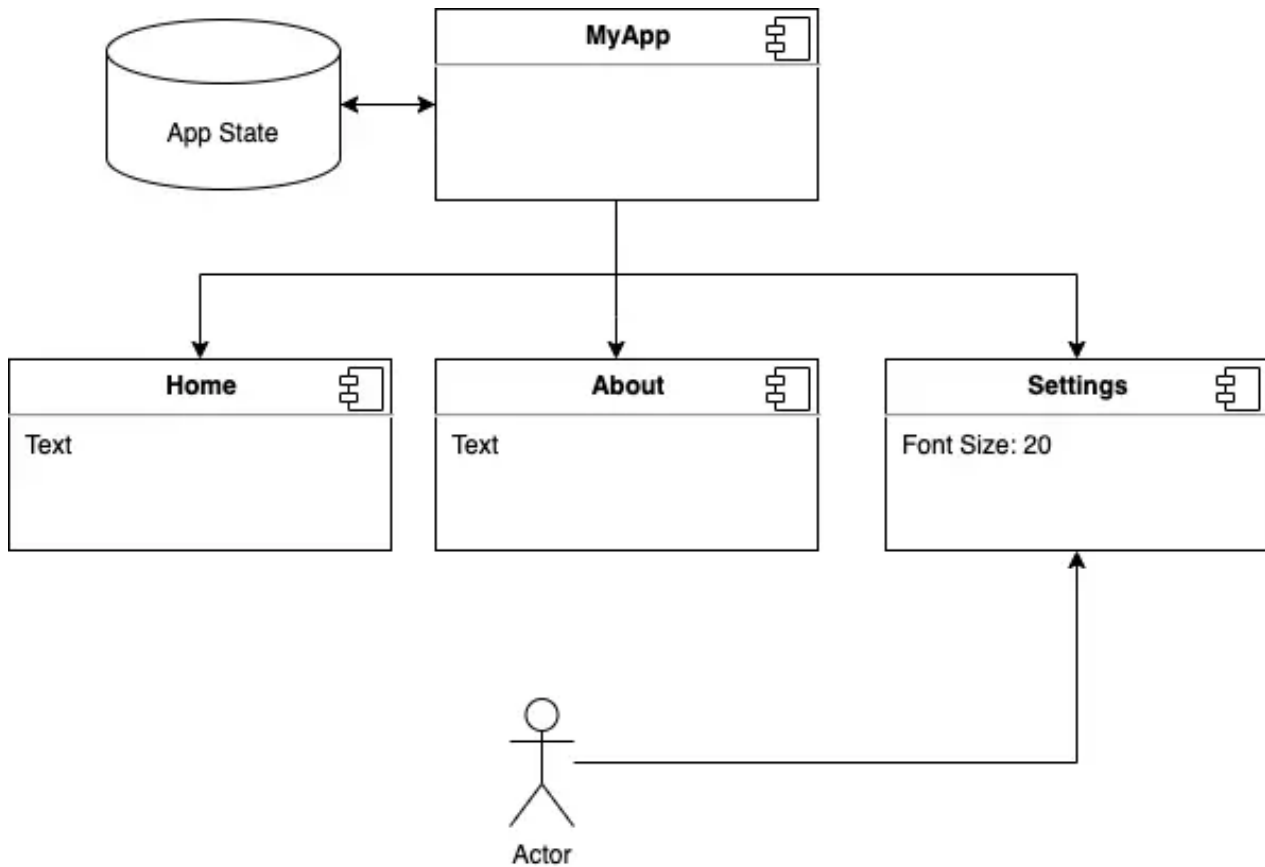 MyApp
App State
Home
About
Settings
Text
Text
Font Size: 20
Actor